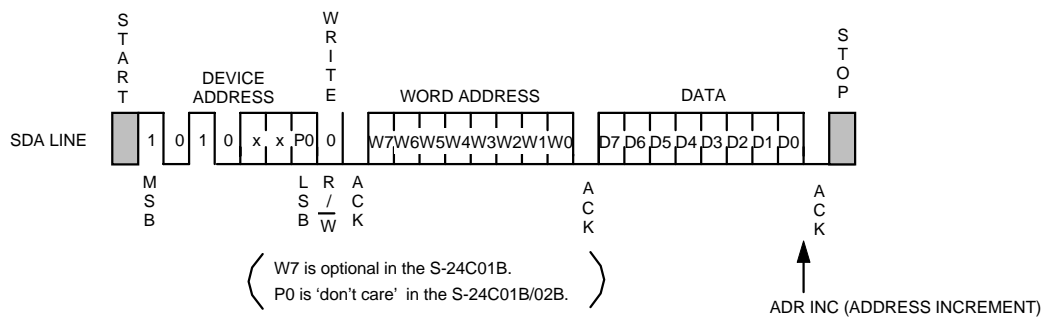 START
WRITE
STOP
DEVICE
ADDRESS
WORD ADDRESS
DATA
SDA LINE
1 0 1 0 x x P0 0
W7 W6 W5 W4 W3 W2 W1 W0
D7 D6 D5 D4 D3 D2 D1 D0
MSB
LSB
R/W
ACK
ACK
ACK
W7 is optional in the S-24C01B.
P0 is ‘don’t care’ in the S-24C01B/02B.
ADR INC (ADDRESS INCREMENT)